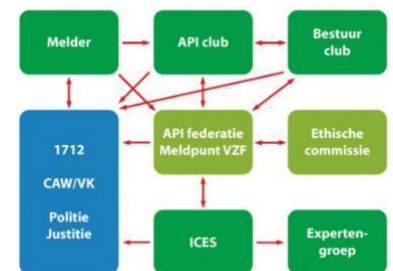 Melder
API club
Bestuur
club
1712
CAW/VK
Politie
Justitie
API federatie
Meldpunt VZF
Ethische
commissie
ICES
Experten-
groep